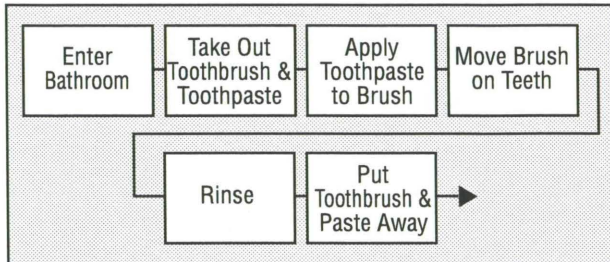 Enter
Bathroom
Take Out
Toothbrush &
Toothpaste
Apply
Toothpaste
to Brush
Move Brush
on Teeth
Rinse
Put
Toothbrush &
Paste Away